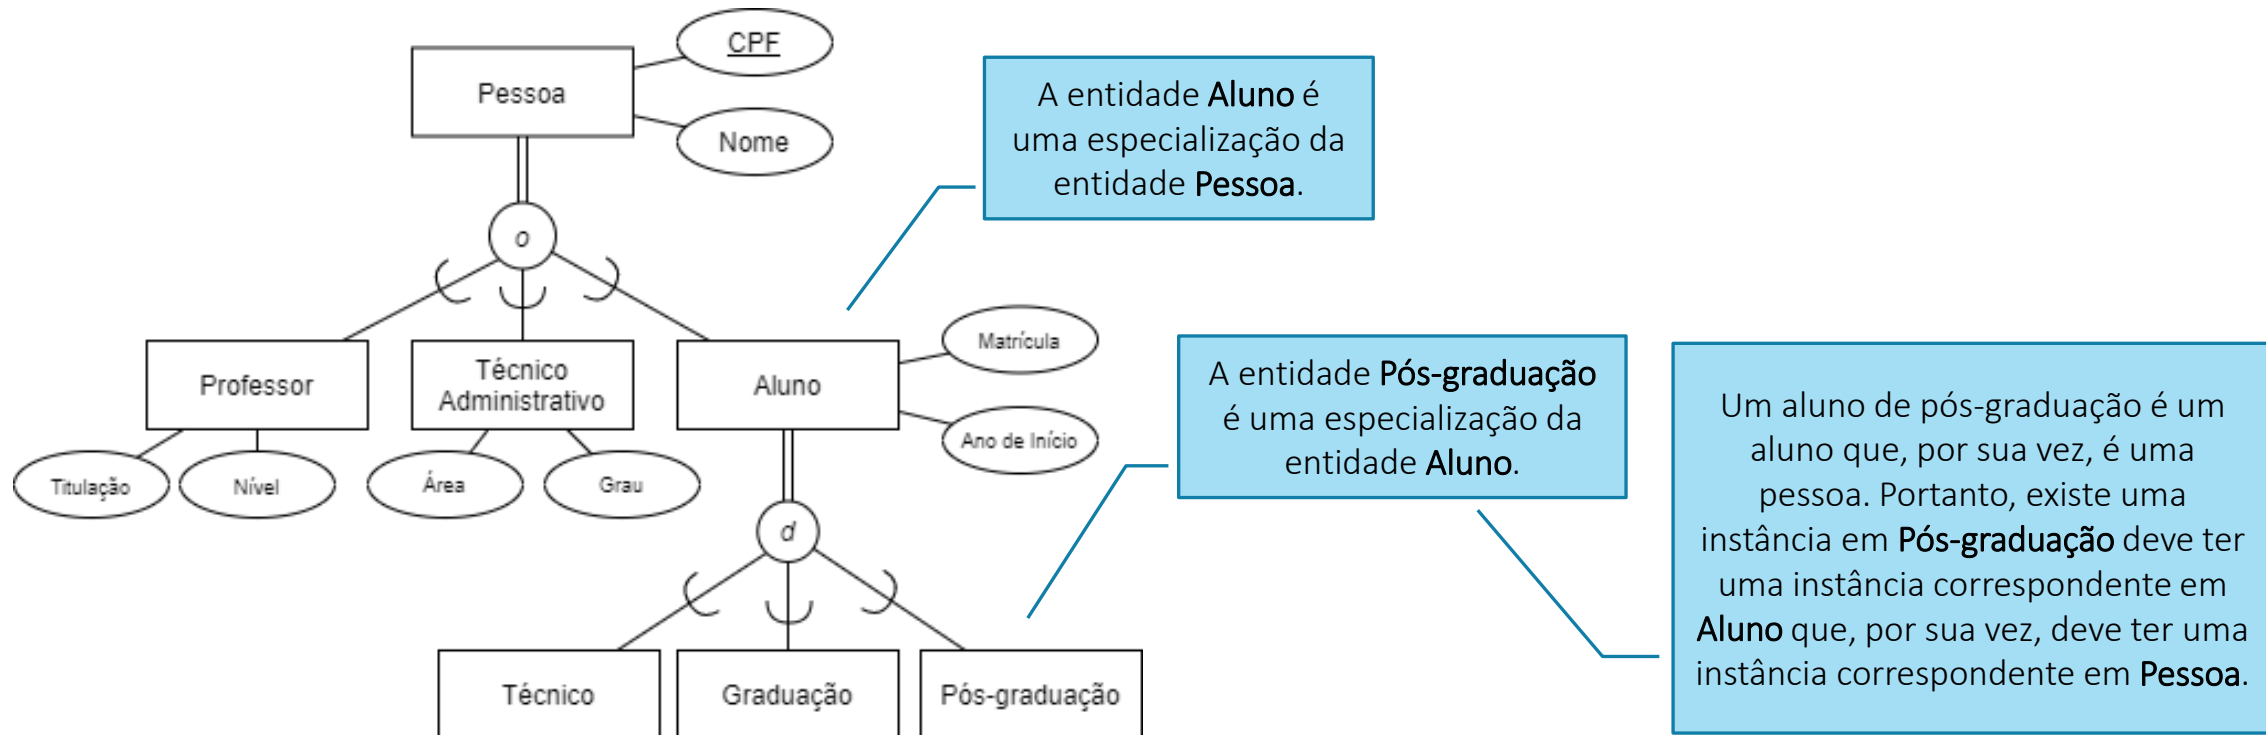 CPF
Pessoa
Nome
A entidade Aluno é
uma especialização da
entidade Pessoa.
o
Professor
Técnico
Administrativo
Aluno
Matrícula
Ano de Início
Titulação
Nível
Área
Grau
A entidade Pós-graduação
é uma especialização da
entidade Aluno.
Um aluno de pós-graduação é um
aluno que, por sua vez, é uma
pessoa. Portanto, existe uma
instância em Pós-graduação deve ter
uma instância correspondente em
Aluno que, por sua vez, deve ter uma
instância correspondente em Pessoa.
d
Técnico
Graduação
Pós-graduação